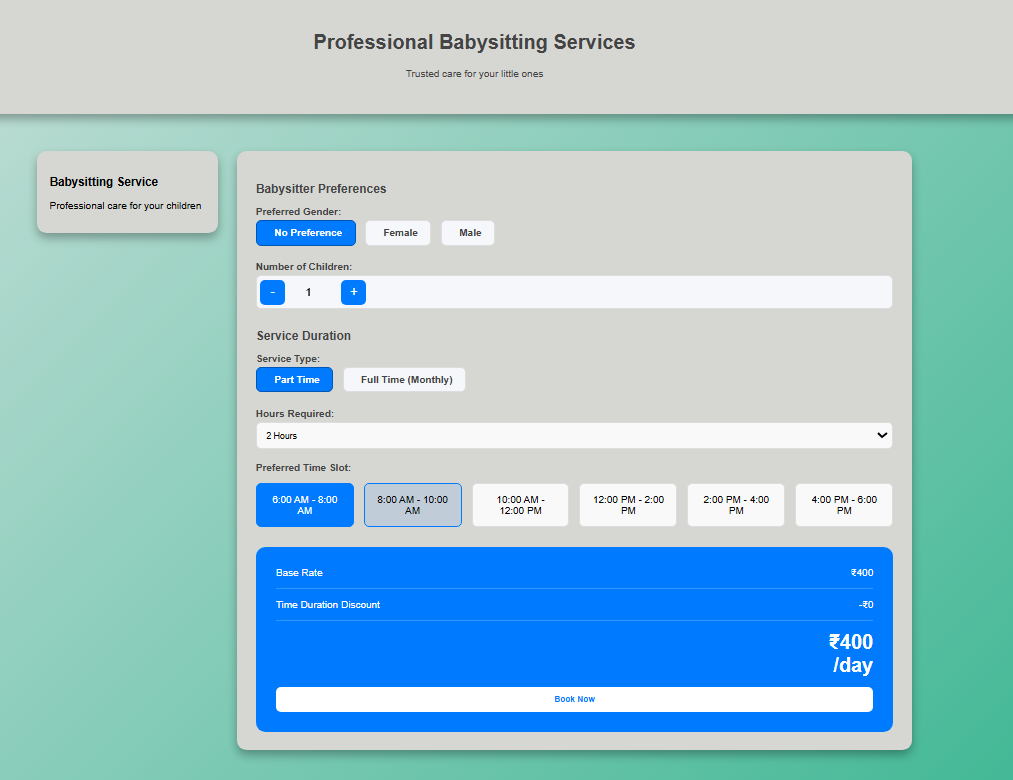 Professional Babysitting Services
Trusted care for your little ones
Babysitting Service
Professional care for your children
Babysitter Preferences
Preferred Gender:
No Preference Female Male
Number of Children:
- 1 +
Service Duration
Service Type:
Part Time Full Time (Monthly)
Hours Required:
2 Hours
Preferred Time Slot:
6:00 AM - 8:00
AM
8:00 AM - 10:00
AM
10:00 AM -
12:00 PM
12:00 PM - 2:00
PM
2:00 PM - 4:00
PM
4:00 PM - 6:00
PM
Base Rate ₹400
Time Duration Discount -₹0
₹400
/day
Book Now